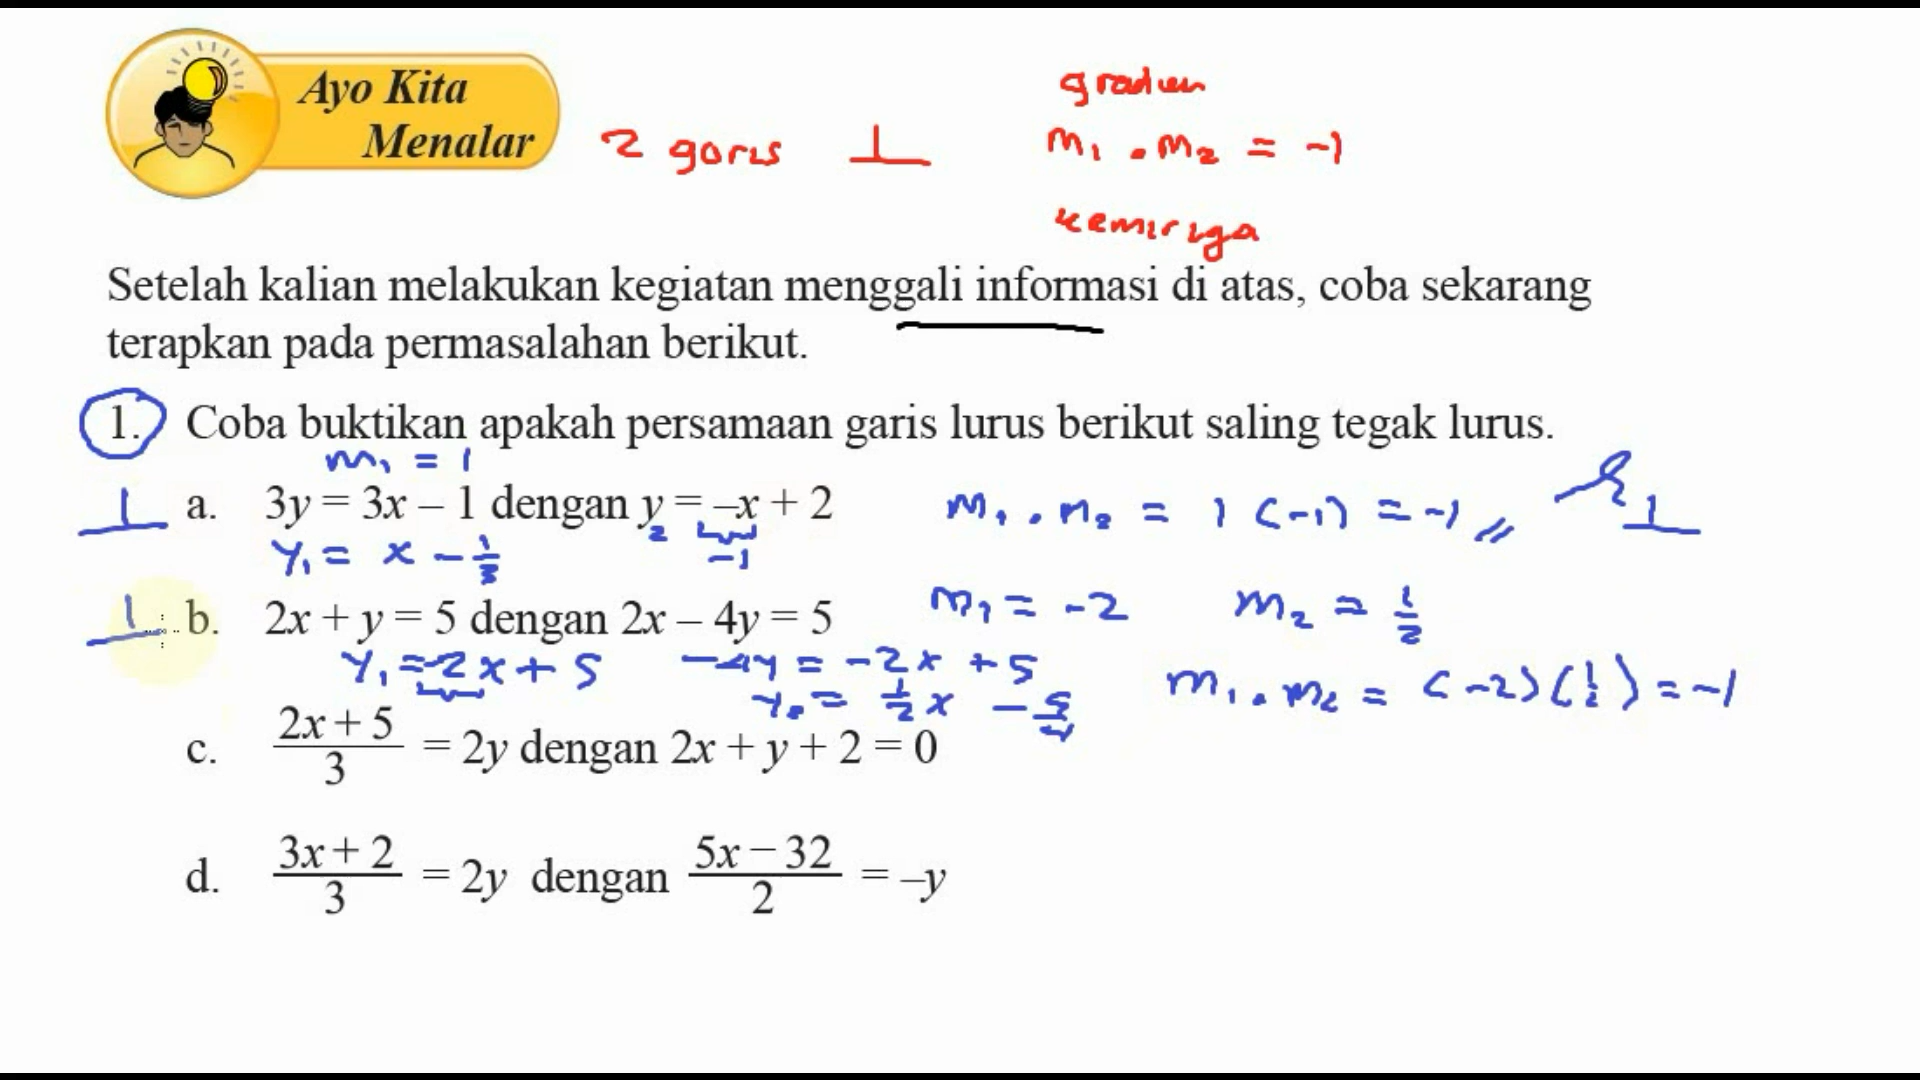 Ayo Kita
Menalar
gradien
2 garis ⊥ m₁ . m₂ = -1
kemiriga
Setelah kalian melakukan kegiatan menggali informasi di atas, coba sekarang
terapkan pada permasalahan berikut.
1. Coba buktikan apakah persamaan garis lurus berikut saling tegak lurus.
m₁ = 1
⊥ a. 3y = 3x – 1 dengan y = –x + 2 m₁ . m₂ = 1 (-1) = -1 // ⊥
y₁ = x - 1/3 2 -1
⊥ b. 2x + y = 5 dengan 2x – 4y = 5 m₁ = -2 m₂ = 1/2
y₁ = -2x + 5 -4y = -2x + 5
y₂ = 1/2 x - 5/4 m₁ . m₂ = (-2) (1/2) = -1
c. (2x + 5)/3 = 2y dengan 2x + y + 2 = 0
d. (3x + 2)/3 = 2y dengan (5x – 32)/2 = –y